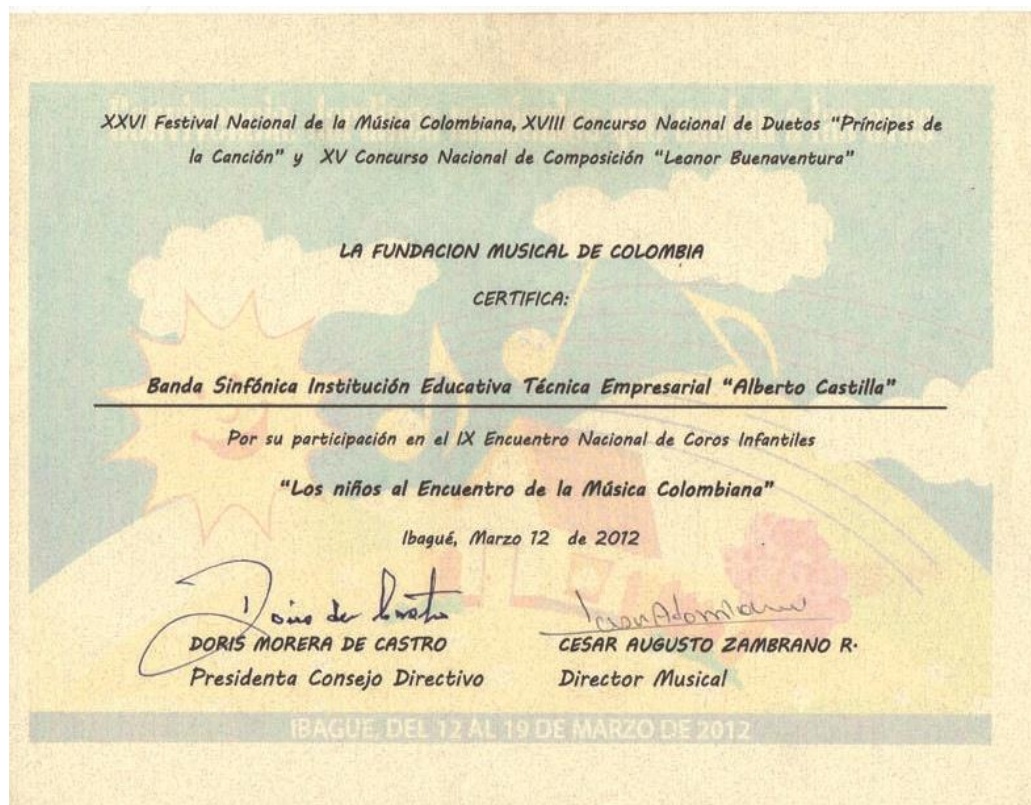 XXVI Festival Nacional de la Música Colombiana, XVIII Concurso Nacional de Duetos “Príncipes de
la Canción” y XV Concurso Nacional de Composición “Leonor Buenaventura”
LA FUNDACION MUSICAL DE COLOMBIA
CERTIFICA:
Banda Sinfónica Institución Educativa Técnica Empresarial “Alberto Castilla”
Por su participación en el IX Encuentro Nacional de Coros Infantiles
“Los niños al Encuentro de la Música Colombiana”
Ibagué, Marzo 12 de 2012
DORIS MORERA DE CASTRO
CESAR AUGUSTO ZAMBRANO R.
Presidenta Consejo Directivo
Director Musical
IBAGUE, DEL 12 AL 19 DE MARZO DE 2012